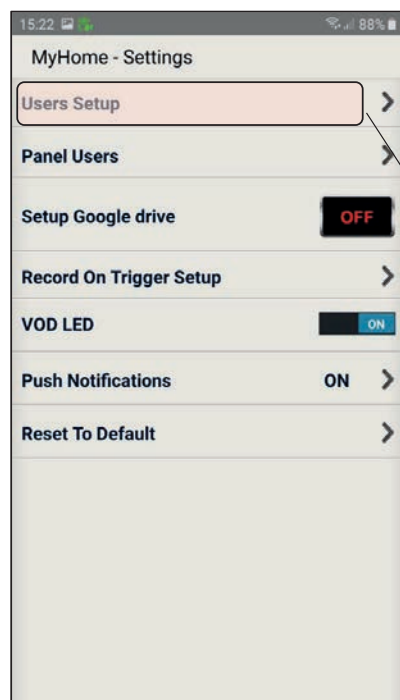 15:22 88%
MyHome - Settings
Users Setup
Panel Users
Setup Google drive OFF
Record On Trigger Setup
VOD LED ON
Push Notifications ON
Reset To Default